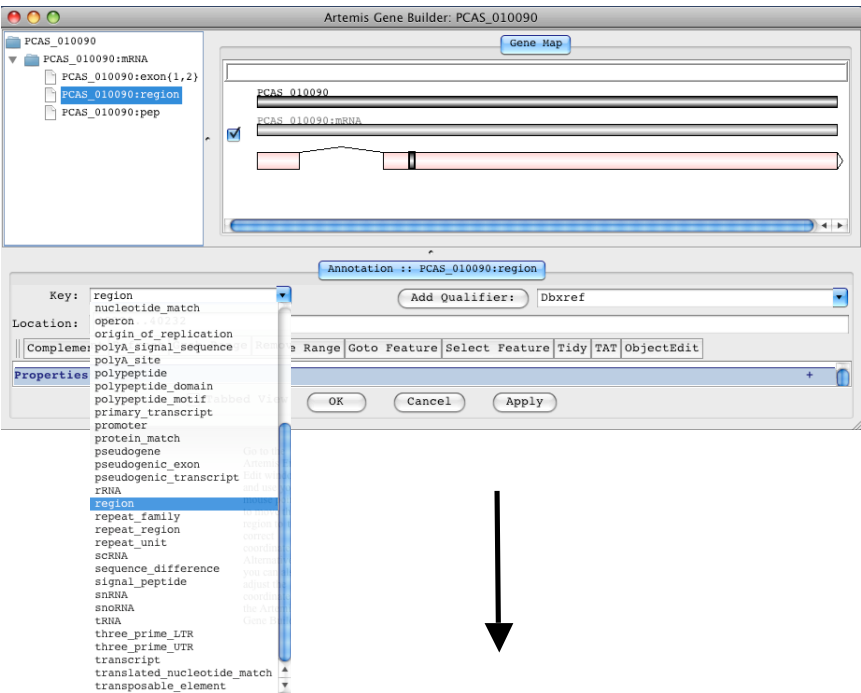 Artemis Gene Builder: PCAS_010090
PCAS_010090
PCAS_010090:mRNA
PCAS_010090:exon{1,2}
PCAS_010090:region
PCAS_010090:pep
Gene Map
PCAS_010090
PCAS_010090:mRNA
Annotation :: PCAS_010090:region
Key: region
Add Qualifier: Dbxref
Location:
Complemen
e Range
Goto Feature
Select Feature
Tidy
TAT
ObjectEdit
Properties
+
OK
Cancel
Apply
nucleotide_match
operon
origin_of_replication
polyA_signal_sequence
polyA_site
polypeptide
polypeptide_domain
polypeptide_motif
primary_transcript
promoter
protein_match
pseudogene
pseudogenic_exon
pseudogenic_transcript
rRNA
region
repeat_family
repeat_region
repeat_unit
scRNA
sequence_difference
signal_peptide
snRNA
snoRNA
tRNA
three_prime_LTR
three_prime_UTR
transcript
translated_nucleotide_match
transposable_element